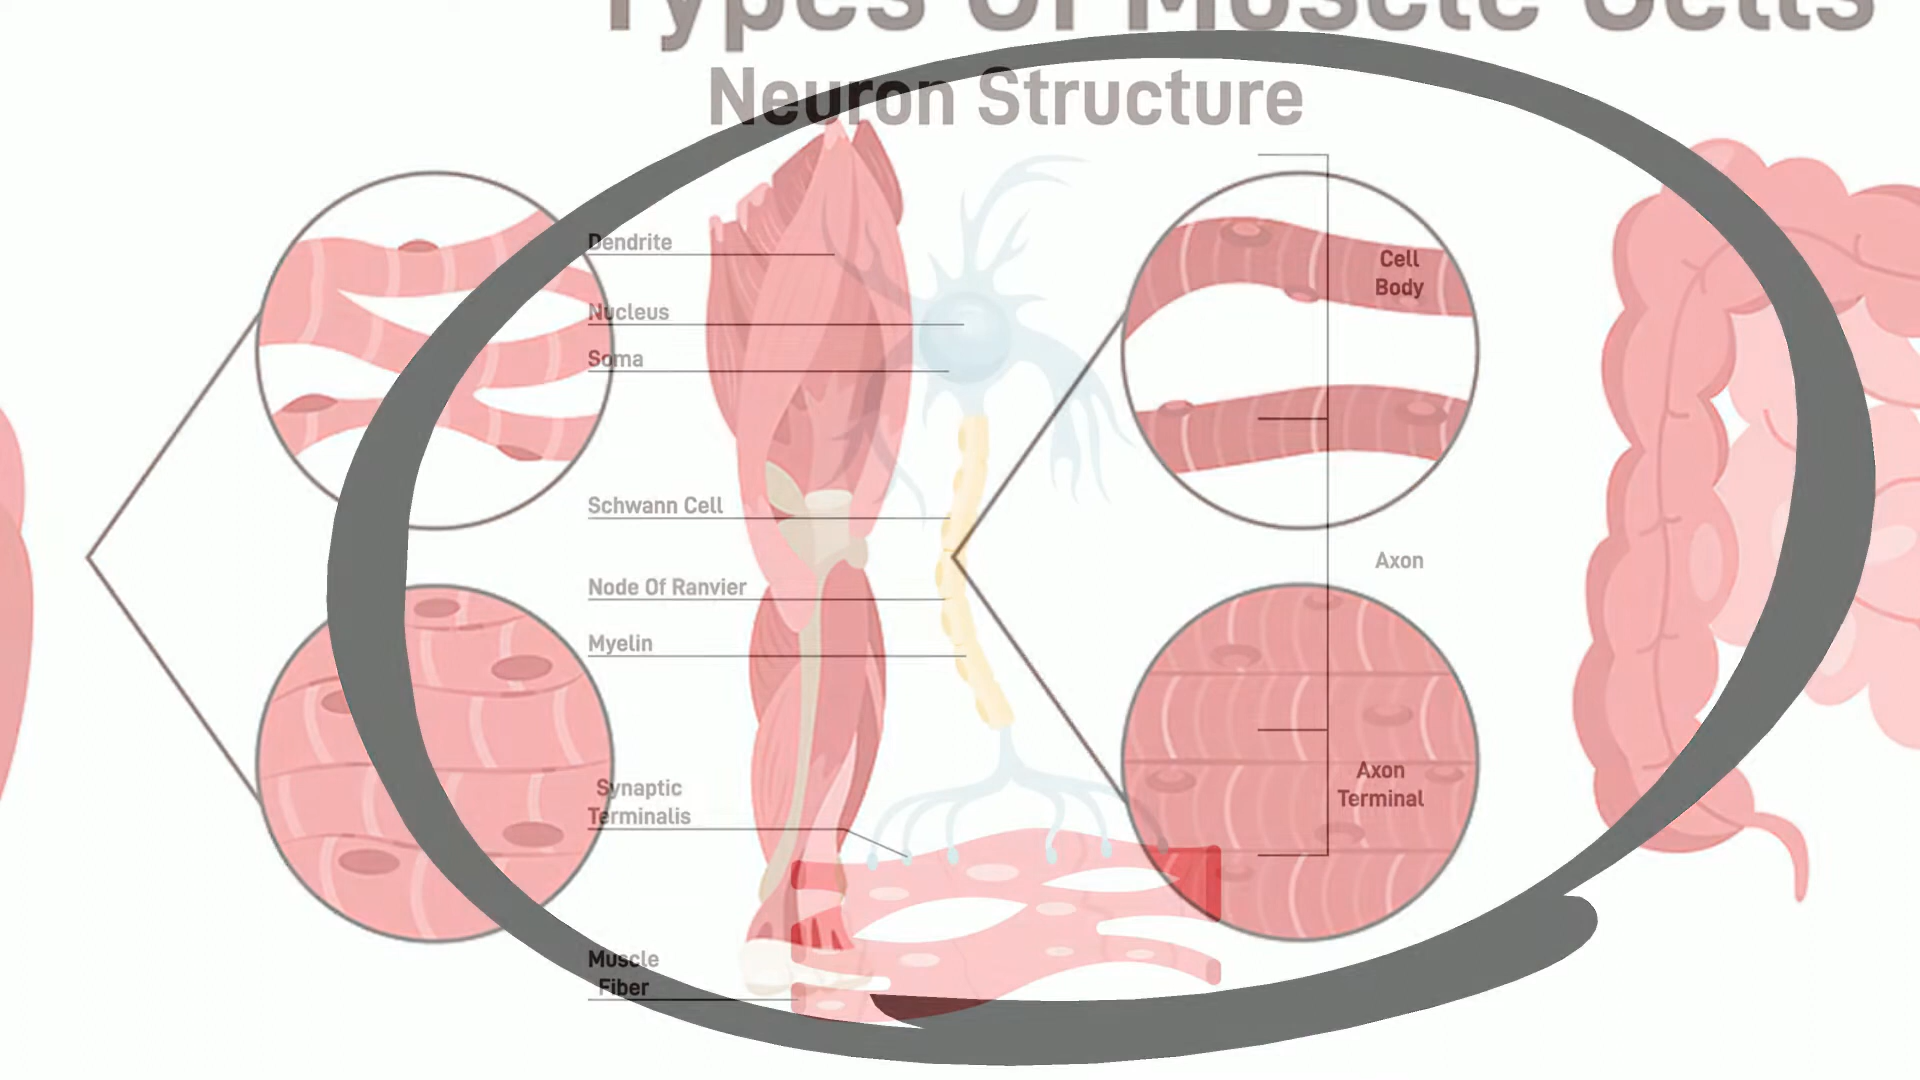 Types Of Muscle Cells
Neuron Structure
Dendrite
Nucleus
Soma
Schwann Cell
Node Of Ranvier
Myelin
Synaptic
Terminalis
Muscle
Fiber
Cell
Body
Axon
Axon
Terminal